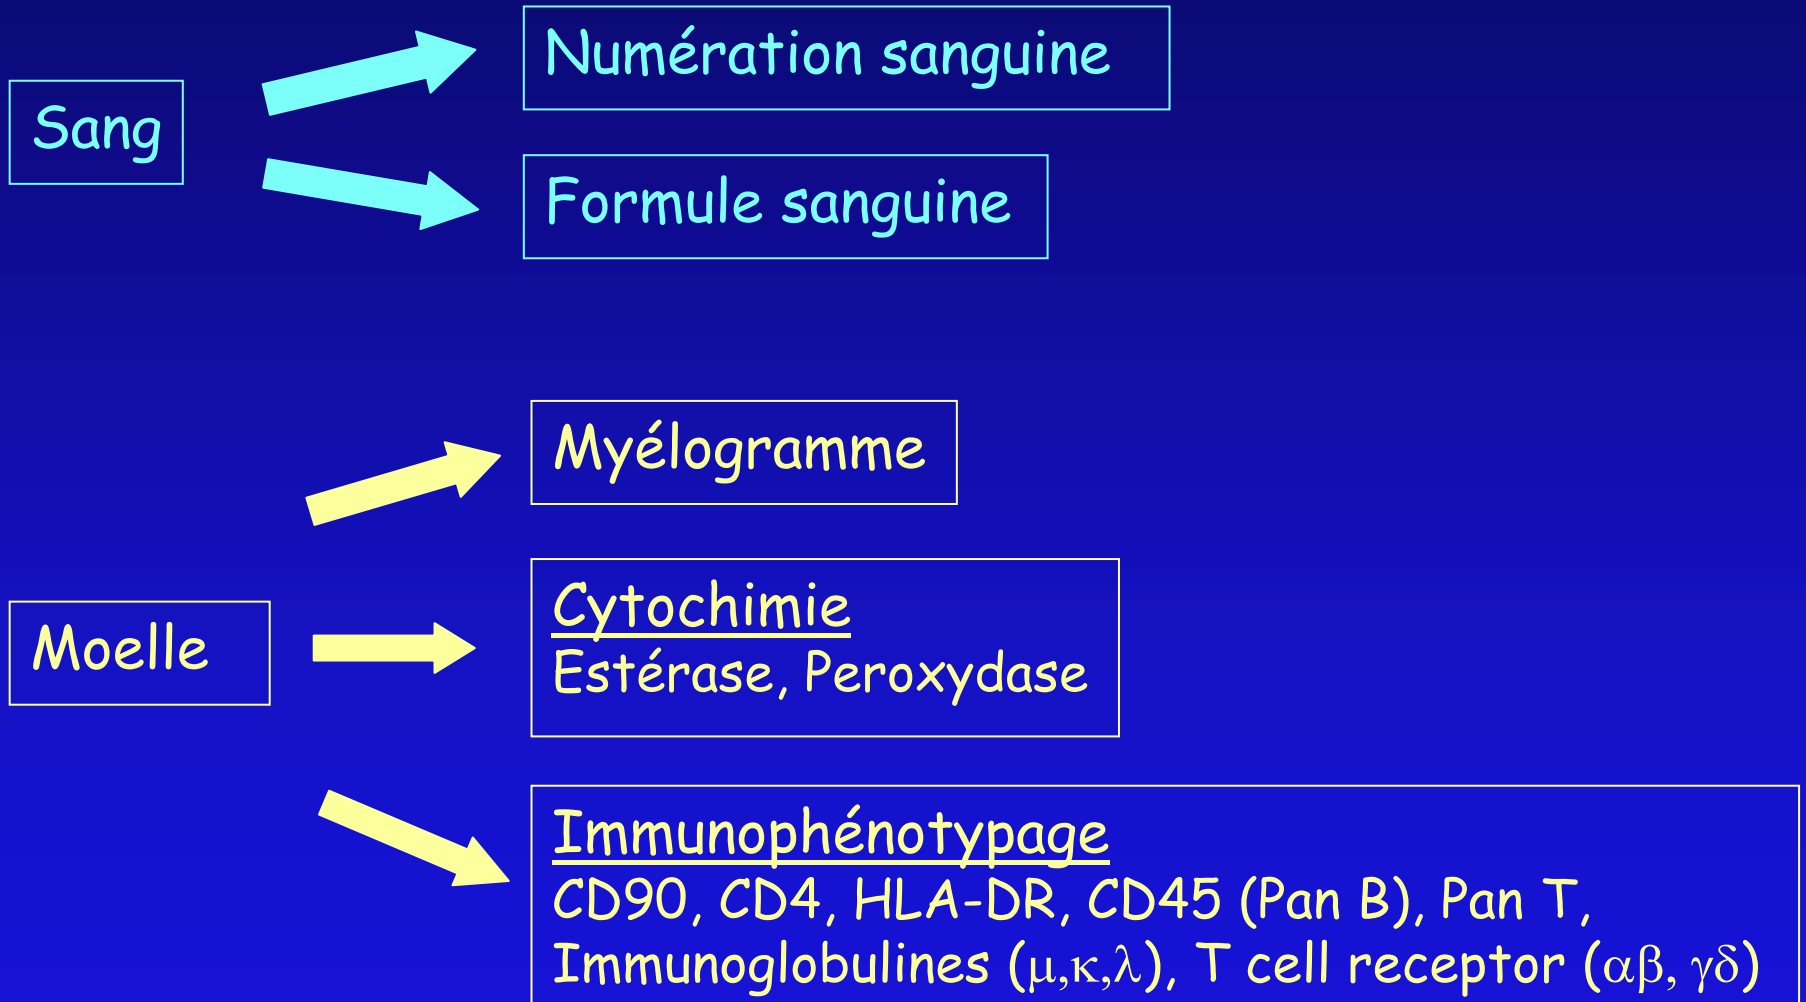 Sang
Numération sanguine
Formule sanguine
Moelle
Myélogramme
Cytochimie
Estérase, Peroxydase
Immunophénotypage
CD90, CD4, HLA-DR, CD45 (Pan B), Pan T,
Immunoglobulines (μ,κ,λ), T cell receptor (αβ, γδ)